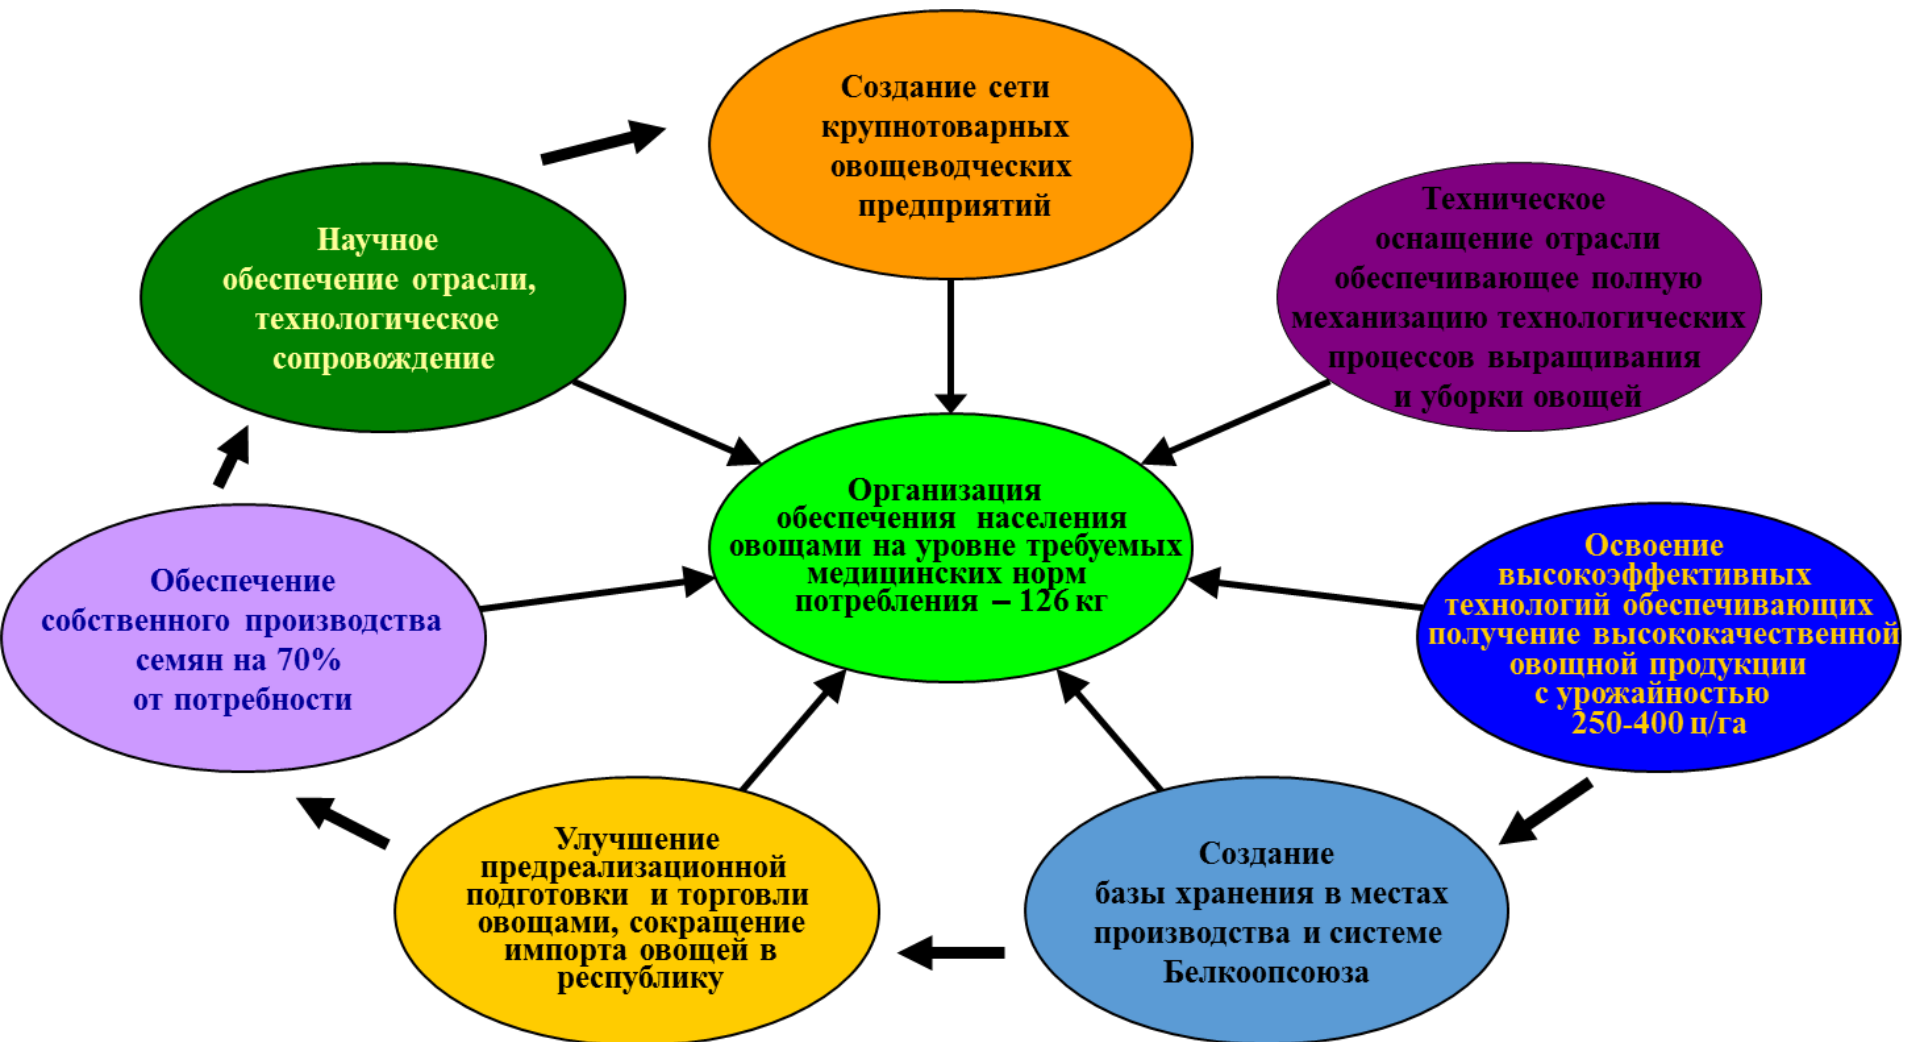 Создание сети
крупнотоварных
овощеводческих
предприятий
Научное
обеспечение отрасли,
технологическое
сопровождение
Техническое
оснащение отрасли
обеспечивающее полную
механизацию технологических
процессов выращивания
и уборки овощей
Организация
обеспечения населения
овощами на уровне требуемых
медицинских норм
потребления – 126 кг
Обеспечение
собственного производства
семян на 70%
от потребности
Освоение
высокоэффективных
технологий обеспечивающих
получение высококачественной
овощной продукции
с урожайностью
250-400 ц/га
Улучшение
предреализационной
подготовки и торговли
овощами, сокращение
импорта овощей в
республику
Создание
базы хранения в местах
производства и системе
Белкоопсоюза